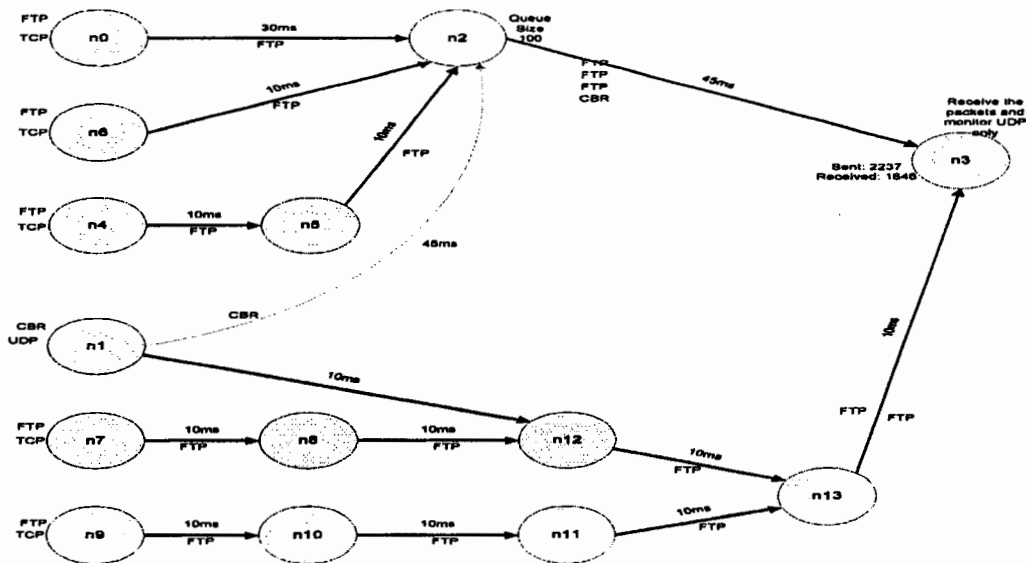 FTP
TCP
n0
30ms
FTP
n2
Queue
Size
100
FTP
FTP
FTP
CBR
45ms
Receive the
packets and
monitor UDP
only
n3
Sent: 2237
Received: 1846
FTP
TCP
n6
10ms
FTP
10ms
FTP
FTP
TCP
n4
10ms
FTP
n5
45ms
CBR
CBR
UDP
n1
10ms
10ms
FTP
FTP
FTP
TCP
n7
10ms
FTP
n8
10ms
FTP
n12
10ms
FTP
n13
FTP
TCP
n9
10ms
FTP
n10
10ms
FTP
n11
10ms
FTP